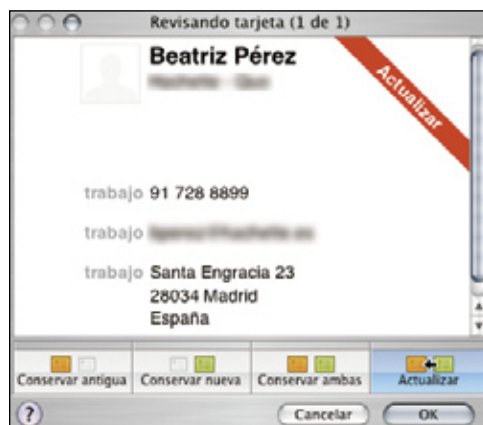 Revisando tarjeta (1 de 1)
Beatriz Pérez
Actualizar
trabajo 91 728 8899
trabajo
trabajo Santa Engracia 23
28034 Madrid
España
Conservar antigua Conservar nueva Conservar ambas Actualizar
? Cancelar OK